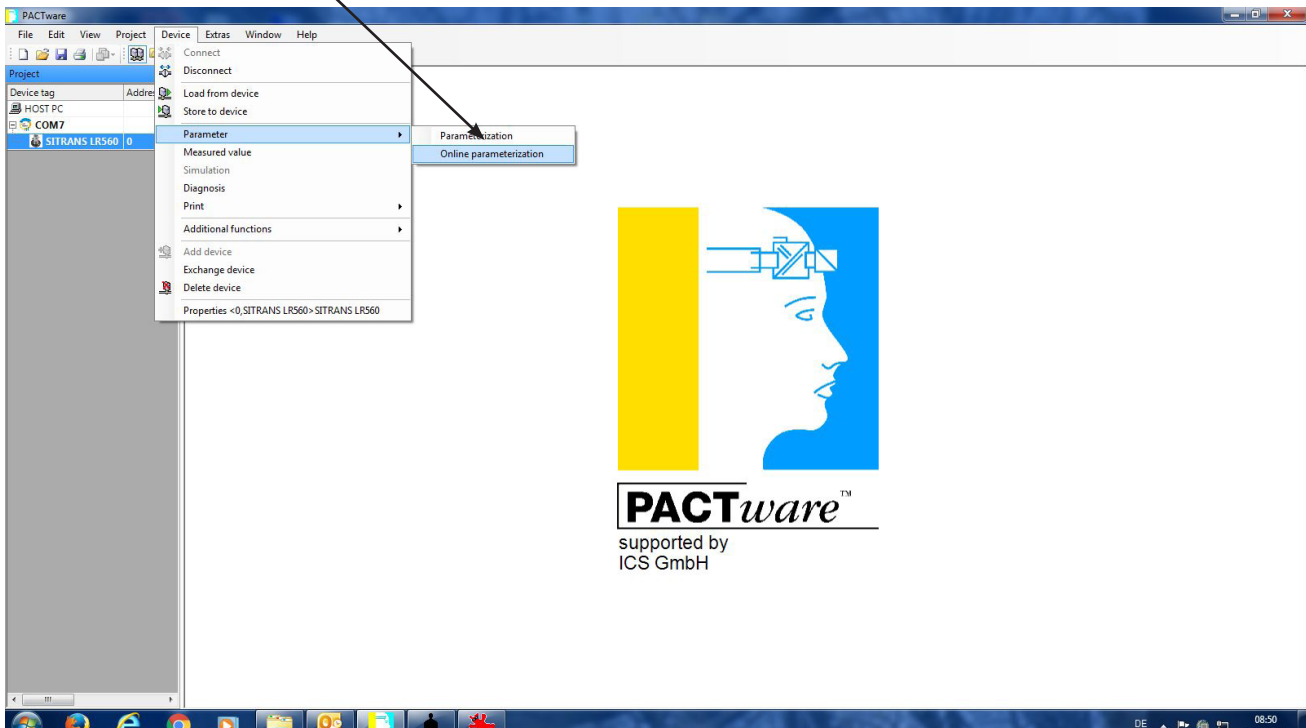 PACTware
File Edit View Project Device Extras Window Help
Project
Device tag Addres
HOST PC
COM7
SITRANS LR560 0
Connect
Disconnect
Load from device
Store to device
Parameter
Measured value
Simulation
Diagnosis
Print
Additional functions
Add device
Exchange device
Delete device
Properties <0,SITRANS LR560>SITRANS LR560
Parameterization
Online parameterization
PACTware™
supported by
ICS GmbH
DE 08:50